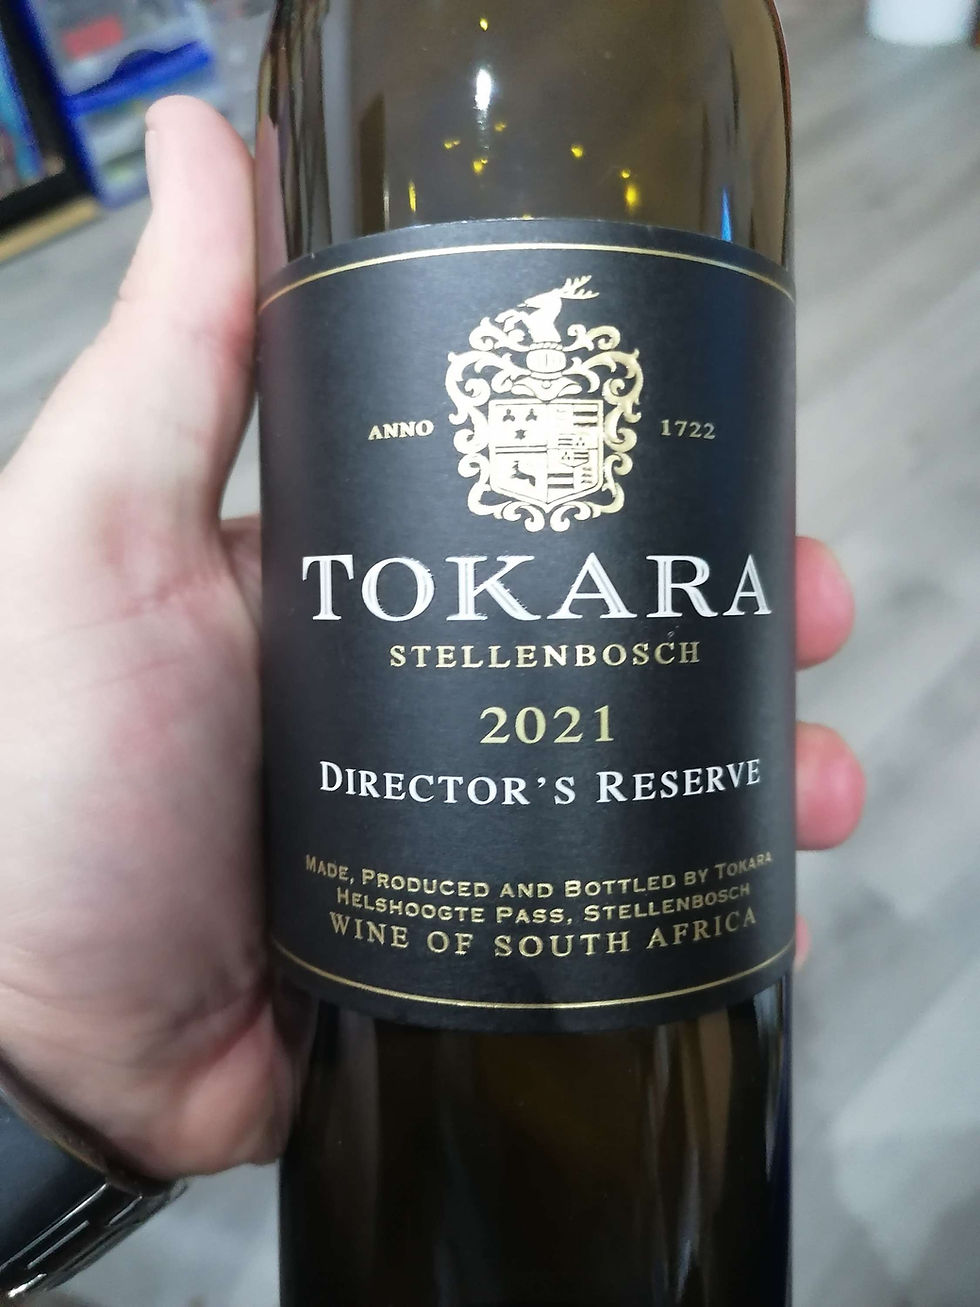 ANNO 1722
TOKARA
STELLENBOSCH
2021
DIRECTOR'S RESERVE
MADE, PRODUCED AND BOTTLED BY TOKARA
HELSHOOGTE PASS, STELLENBOSCH
WINE OF SOUTH AFRICA